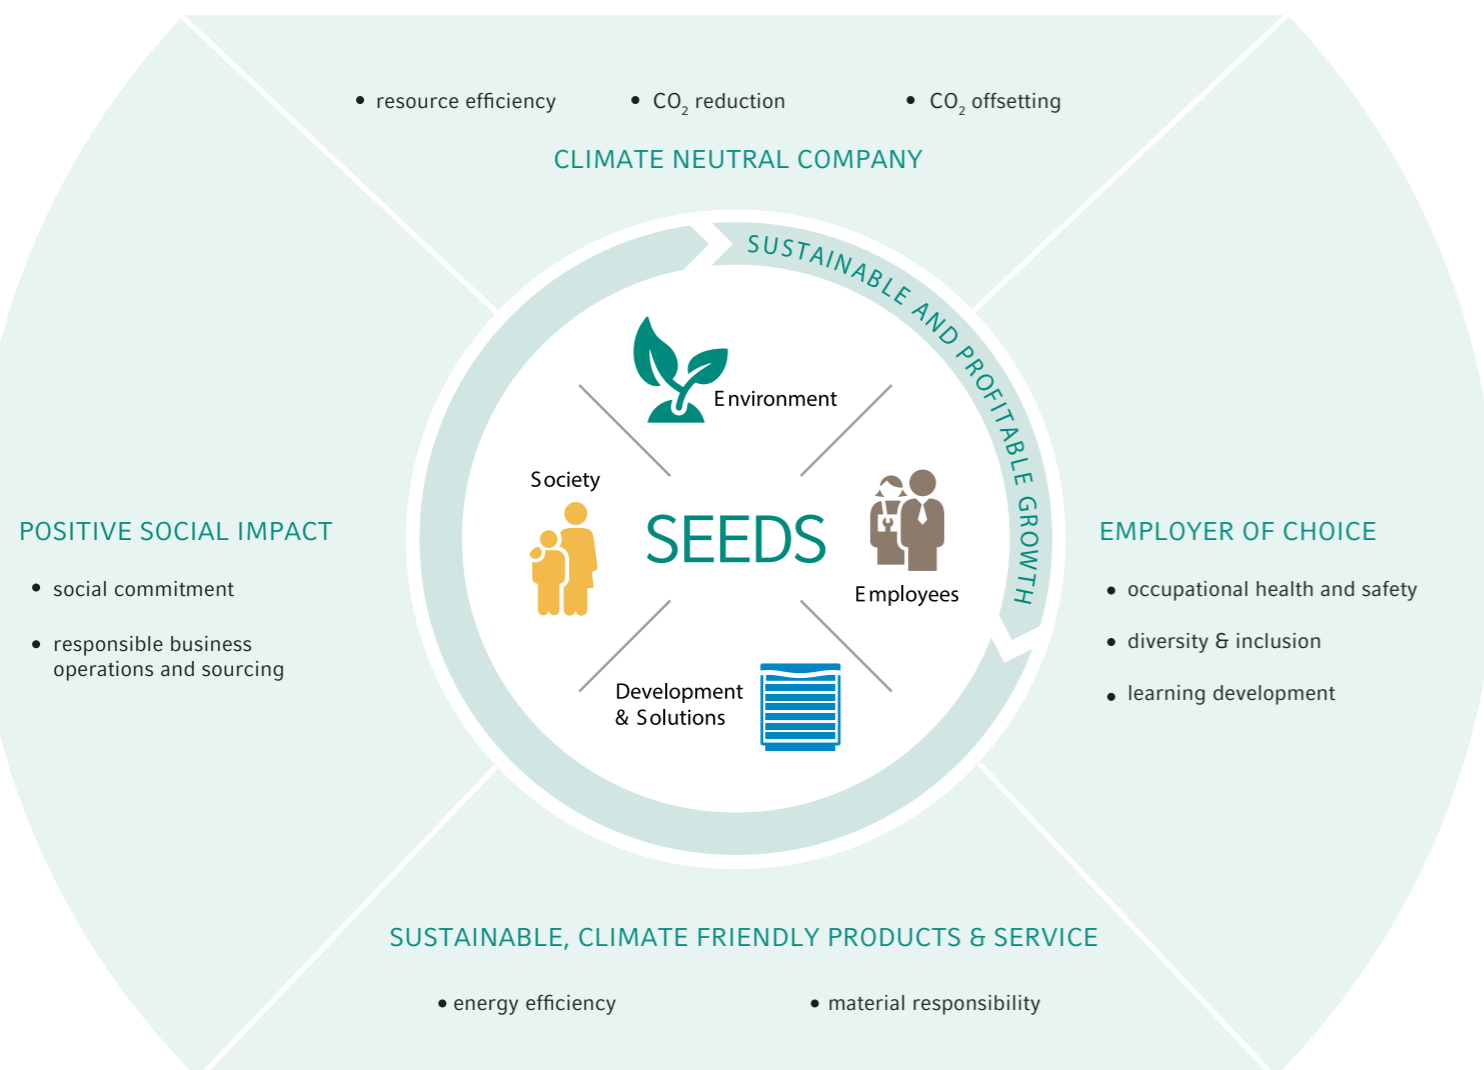 • resource efficiency • CO₂ reduction • CO₂ offsetting
CLIMATE NEUTRAL COMPANY
SUSTAINABLE AND PROFITABLE GROWTH
Environment
Society
SEEDS
Employees
Development
& Solutions
POSITIVE SOCIAL IMPACT
• social commitment
• responsible business
operations and sourcing
EMPLOYER OF CHOICE
• occupational health and safety
• diversity & inclusion
• learning development
SUSTAINABLE, CLIMATE FRIENDLY PRODUCTS & SERVICE
• energy efficiency • material responsibility